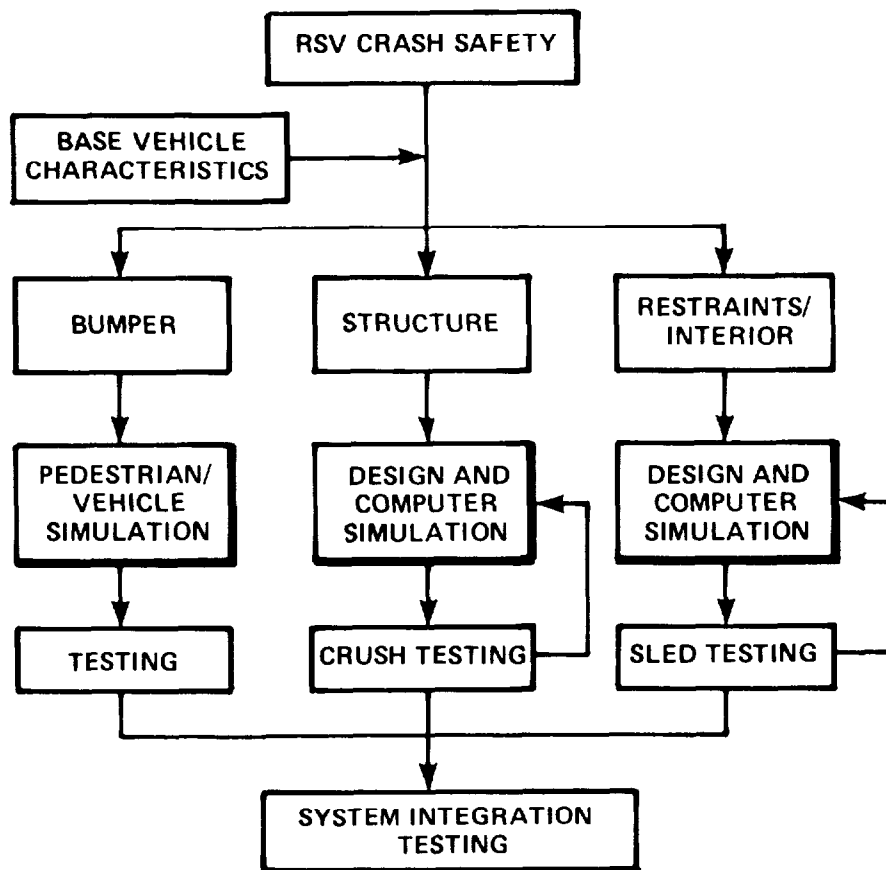 RSV CRASH SAFETY
BASE VEHICLE
CHARACTERISTICS
BUMPER
STRUCTURE
RESTRAINTS/
INTERIOR
PEDESTRIAN/
VEHICLE
SIMULATION
DESIGN AND
COMPUTER
SIMULATION
DESIGN AND
COMPUTER
SIMULATION
TESTING
CRUSH TESTING
SLED TESTING
SYSTEM INTEGRATION
TESTING